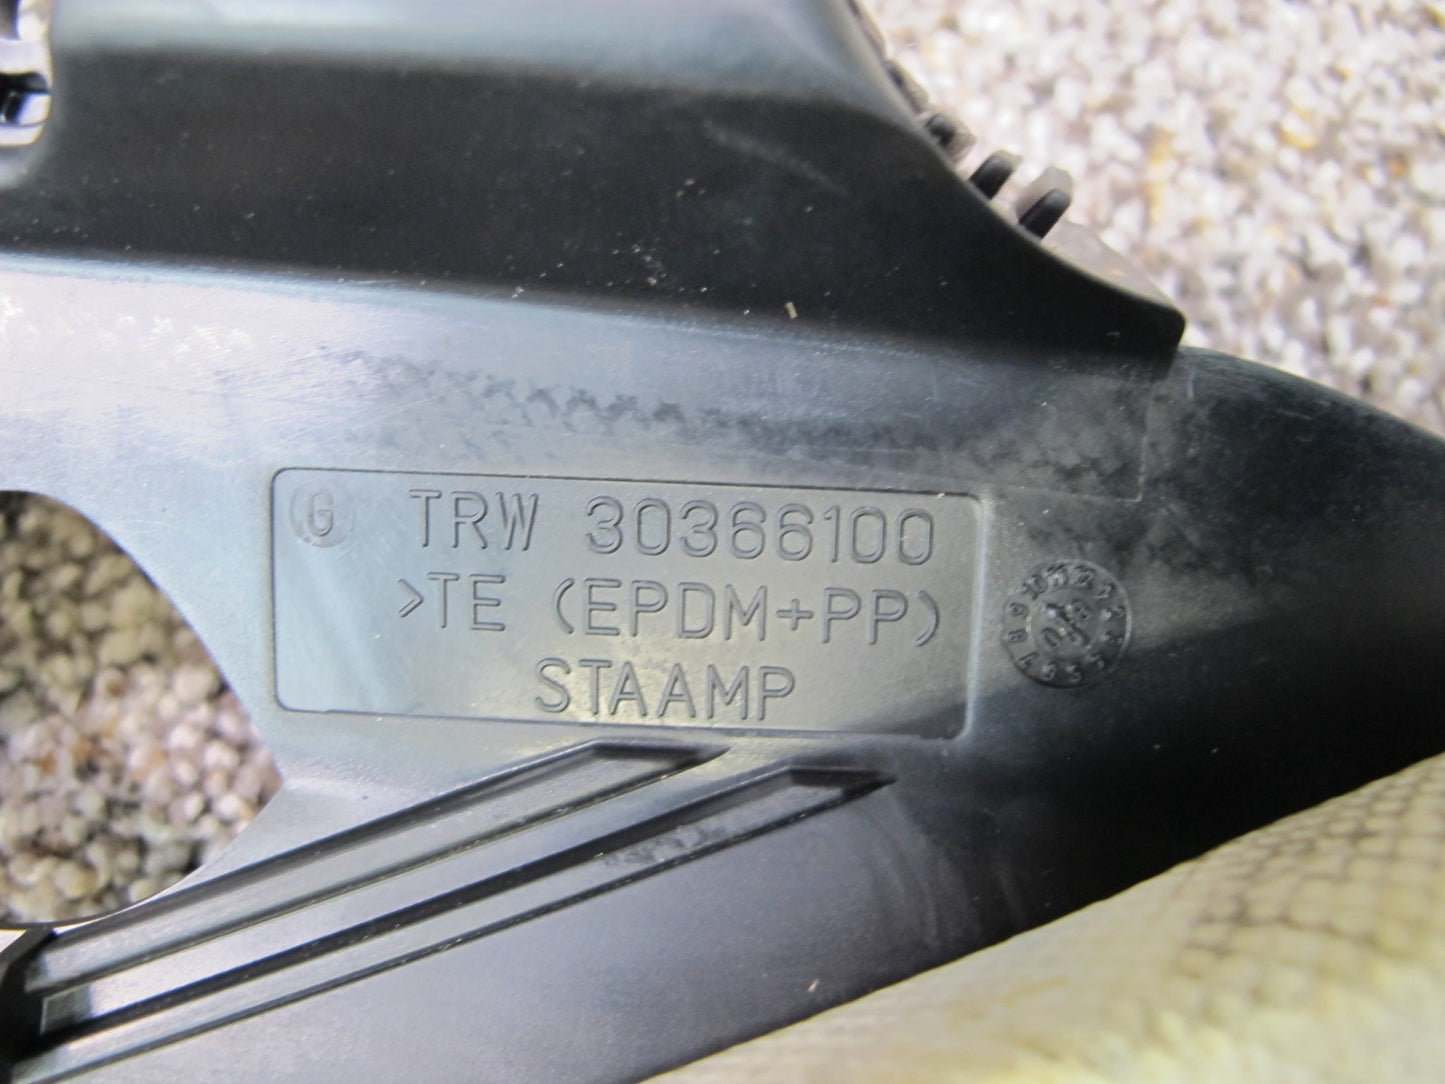 G TRW 30366100
>TE (EPDM+PP)
STAAMP